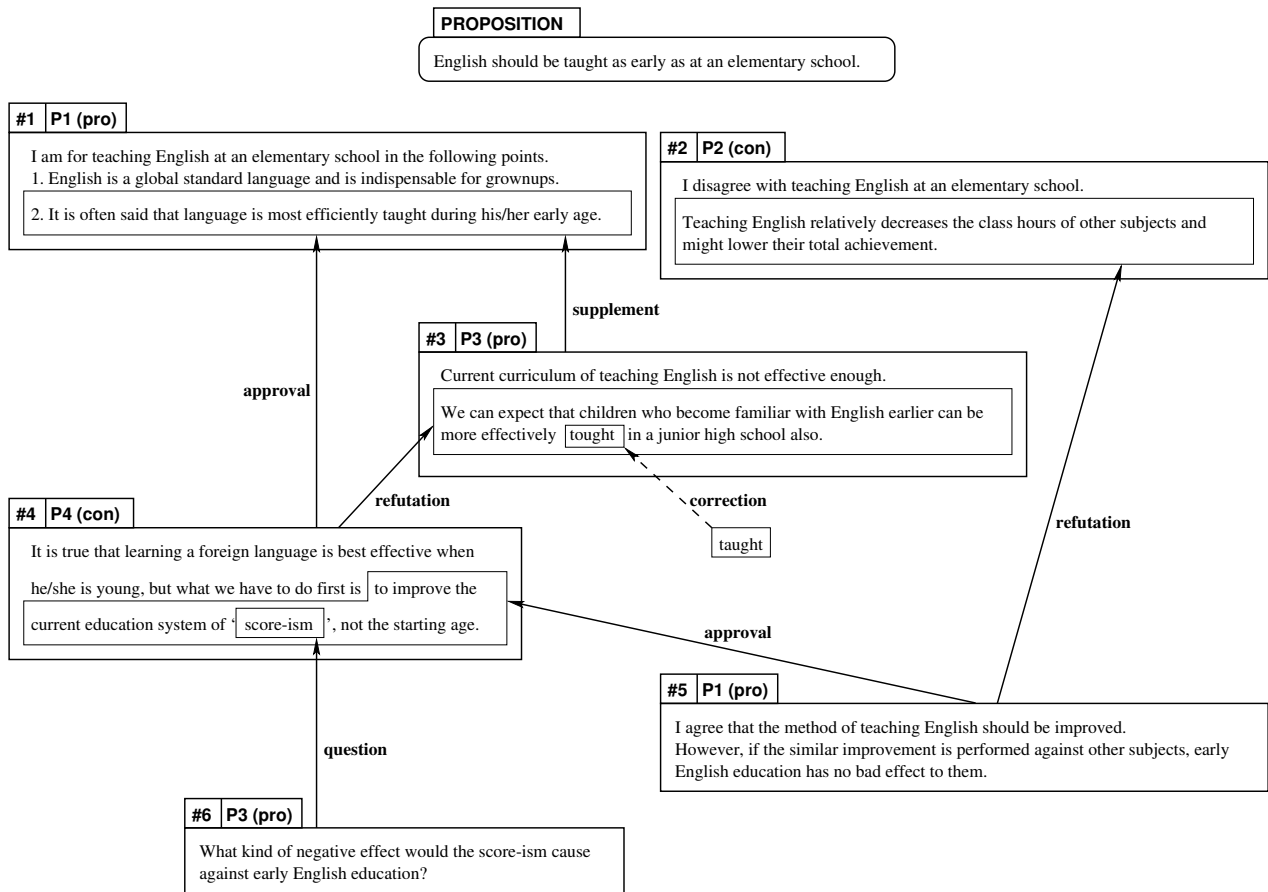 PROPOSITION
English should be taught as early as at an elementary school.
#1 P1 (pro)
I am for teaching English at an elementary school in the following points.
1. English is a global standard language and is indispensable for grownups.
2. It is often said that language is most efficiently taught during his/her early age.
#2 P2 (con)
I disagree with teaching English at an elementary school.
Teaching English relatively decreases the class hours of other subjects and
might lower their total achievement.
supplement
#3 P3 (pro)
Current curriculum of teaching English is not effective enough.
We can expect that children who become familiar with English earlier can be
more effectively tought in a junior high school also.
approval
refutation
correction
taught
refutation
#4 P4 (con)
It is true that learning a foreign language is best effective when
he/she is young, but what we have to do first is to improve the
current education system of ‘ score-ism ’, not the starting age.
approval
#5 P1 (pro)
I agree that the method of teaching English should be improved.
However, if the similar improvement is performed against other subjects, early
English education has no bad effect to them.
question
#6 P3 (pro)
What kind of negative effect would the score-ism cause
against early English education?